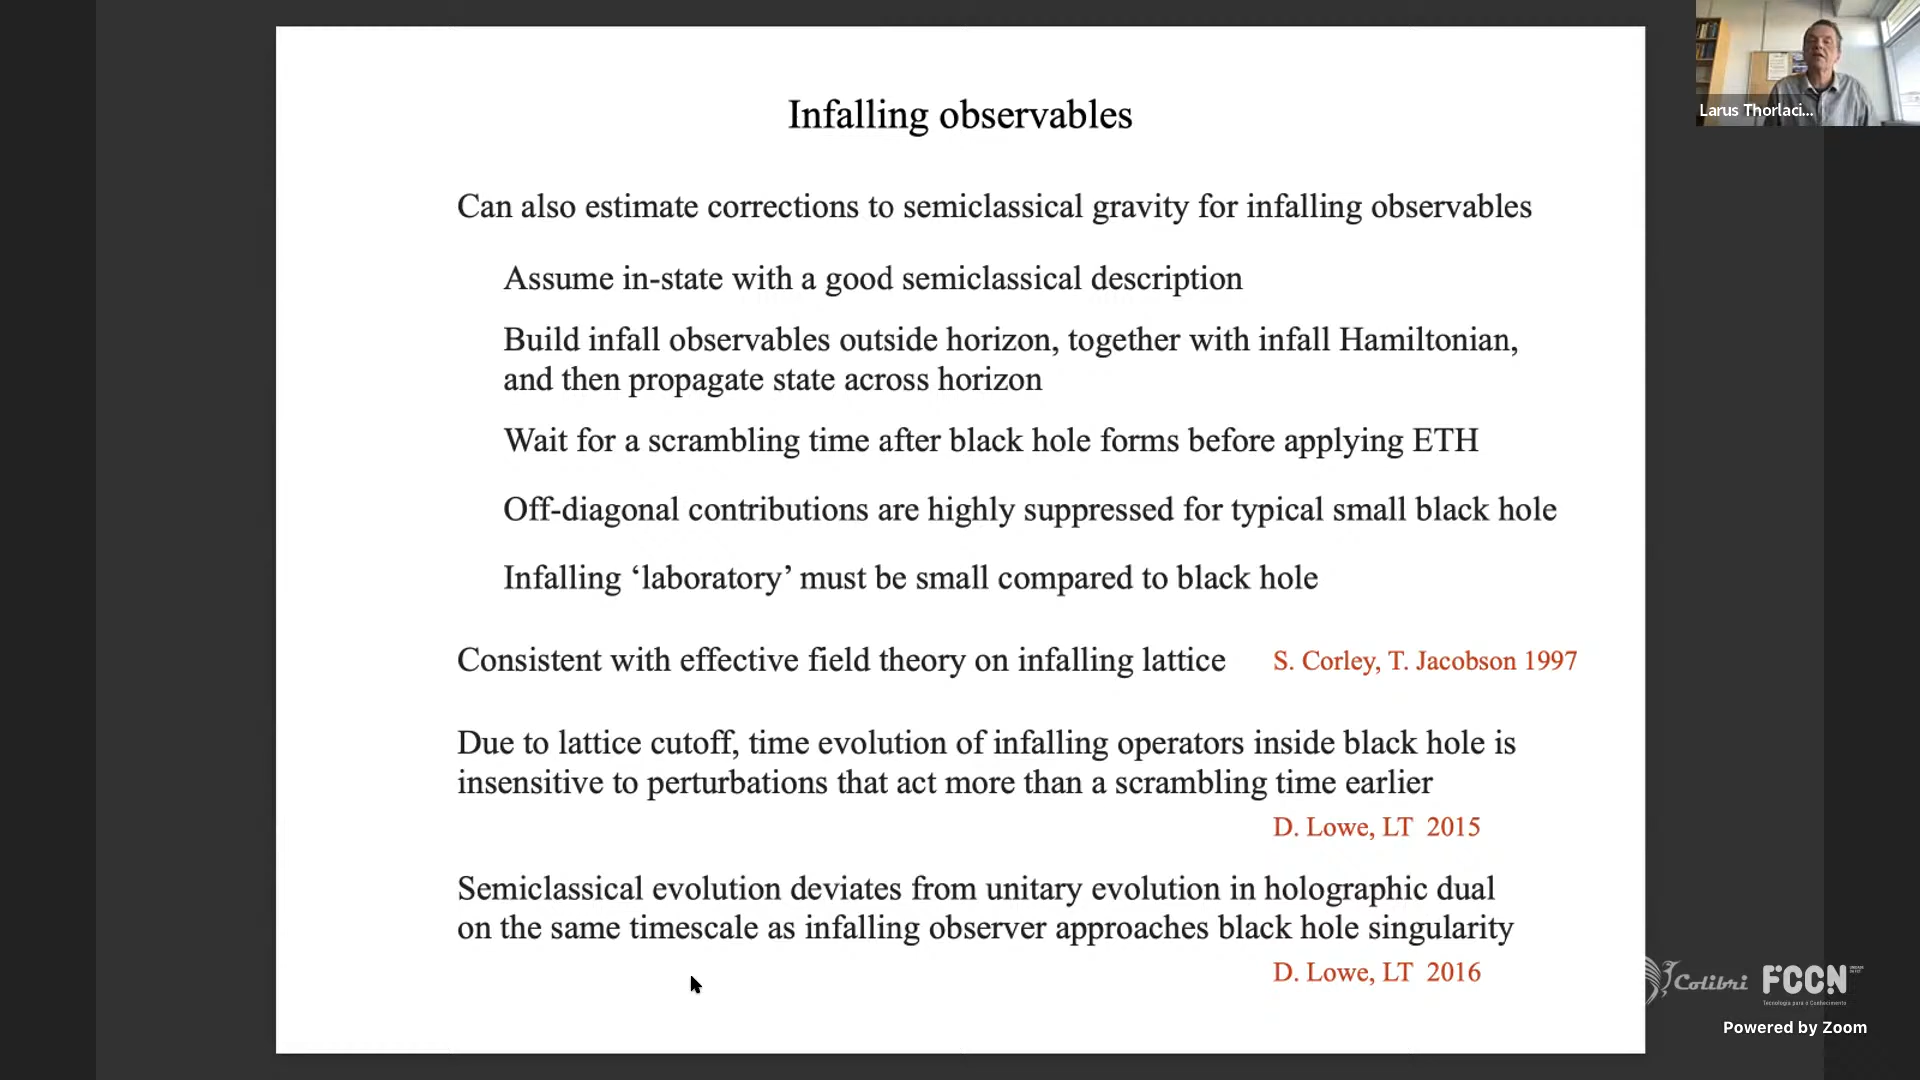 Infalling observables
Can also estimate corrections to semiclassical gravity for infalling observables
Assume in-state with a good semiclassical description
Build infall observables outside horizon, together with infall Hamiltonian,
and then propagate state across horizon
Wait for a scrambling time after black hole forms before applying ETH
Off-diagonal contributions are highly suppressed for typical small black hole
Infalling ‘laboratory’ must be small compared to black hole
Consistent with effective field theory on infalling lattice S. Corley, T. Jacobson 1997
Due to lattice cutoff, time evolution of infalling operators inside black hole is
insensitive to perturbations that act more than a scrambling time earlier
D. Lowe, LT 2015
Semiclassical evolution deviates from unitary evolution in holographic dual
on the same timescale as infalling observer approaches black hole singularity
D. Lowe, LT 2016
Larus Thorlaci...
Colibri FCCN
Tecnologia para o Conhecimento
Powered by Zoom